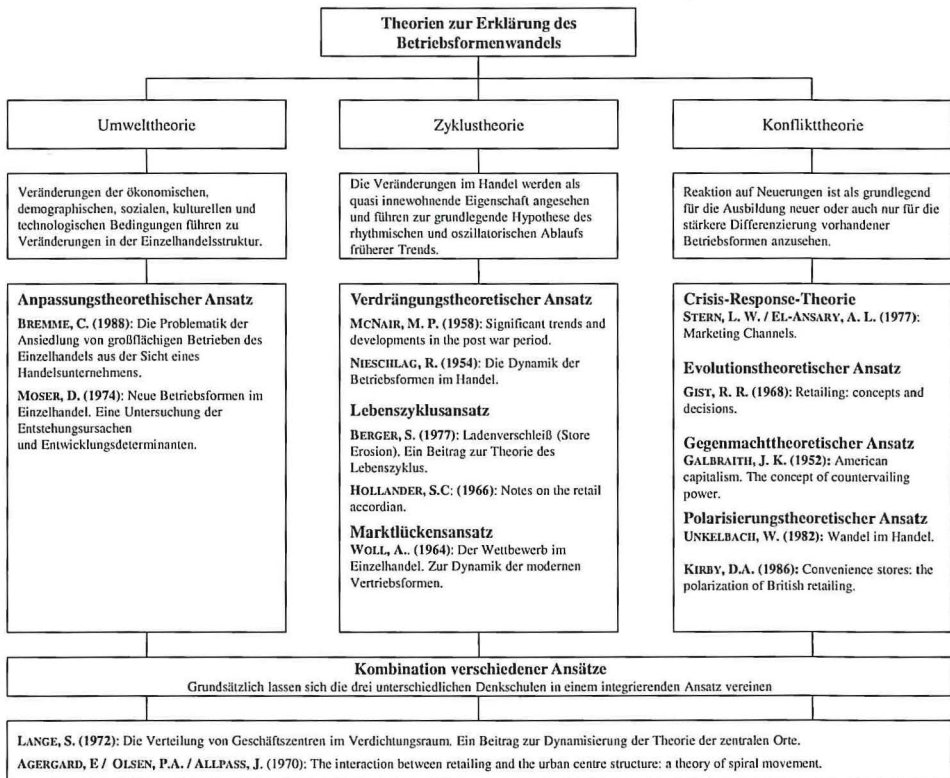 Theorien zur Erklärung des
Betriebsformenwandels
Umwelttheorie
Zyklustheorie
Konflikttheorie
Veränderungen der ökonomischen,
demographischen, sozialen, kulturellen und
technologischen Bedingungen führen zu
Veränderungen in der Einzelhandelsstruktur.
Die Veränderungen im Handel werden als
quasi innewohnende Eigenschaft angesehen
und führen zur grundlegende Hypothese des
rhythmischen und oszillatorischen Ablaufs
früherer Trends.
Reaktion auf Neuerungen ist als grundlegend
für die Ausbildung neuer oder auch nur für die
stärkere Differenzierung vorhandener
Betriebsformen anzusehen.
Anpassungstheorethischer Ansatz
BREMME, C. (1988): Die Problematik der
Ansiedlung von großflächigen Betrieben des
Einzelhandels aus der Sicht eines
Handelsunternehmens.
MOSER, D. (1974): Neue Betriebsformen im
Einzelhandel. Eine Untersuchung der
Entstehungsursachen
und Entwicklungsdeterminanten.
Verdrängungstheoretischer Ansatz
MCNAIR, M. P. (1958): Significant trends and
developments in the post war period.
NIESCHLAG, R. (1954): Die Dynamik der
Betriebsformen im Handel.
Lebenszyklusansatz
BERGER, S. (1977): Ladenverschleiß (Store
Erosion). Ein Beitrag zur Theorie des
Lebenszyklus.
HOLLANDER, S.C: (1966): Notes on the retail
accordian.
Marktlückensansatz
WOLL, A.. (1964): Der Wettbewerb im
Einzelhandel. Zur Dynamik der modernen
Vertriebsformen.
Crisis-Response-Theorie
STERN, L. W. / EL-ANSARY, A. L. (1977):
Marketing Channels.
Evolutionstheoretischer Ansatz
GIST, R. R. (1968): Retailing: concepts and
decisions.
Gegenmachttheoretischer Ansatz
GALBRAITH, J. K. (1952): American
capitalism. The concept of countervailing
power.
Polarisierungstheoretischer Ansatz
UNKELBACH, W. (1982): Wandel im Handel.
KIRBY, D.A. (1986): Convenience stores: the
polarization of British retailing.
Kombination verschiedener Ansätze
Grundsätzlich lassen sich die drei unterschiedlichen Denkschulen in einem integrierenden Ansatz vereinen
LANGE, S. (1972): Die Verteilung von Geschäftszentren im Verdichtungsraum. Ein Beitrag zur Dynamisierung der Theorie der zentralen Orte.
AGERGARD, E / OLSEN, P.A. / ALLPASS, J. (1970): The interaction between retailing and the urban centre structure: a theory of spiral movement.